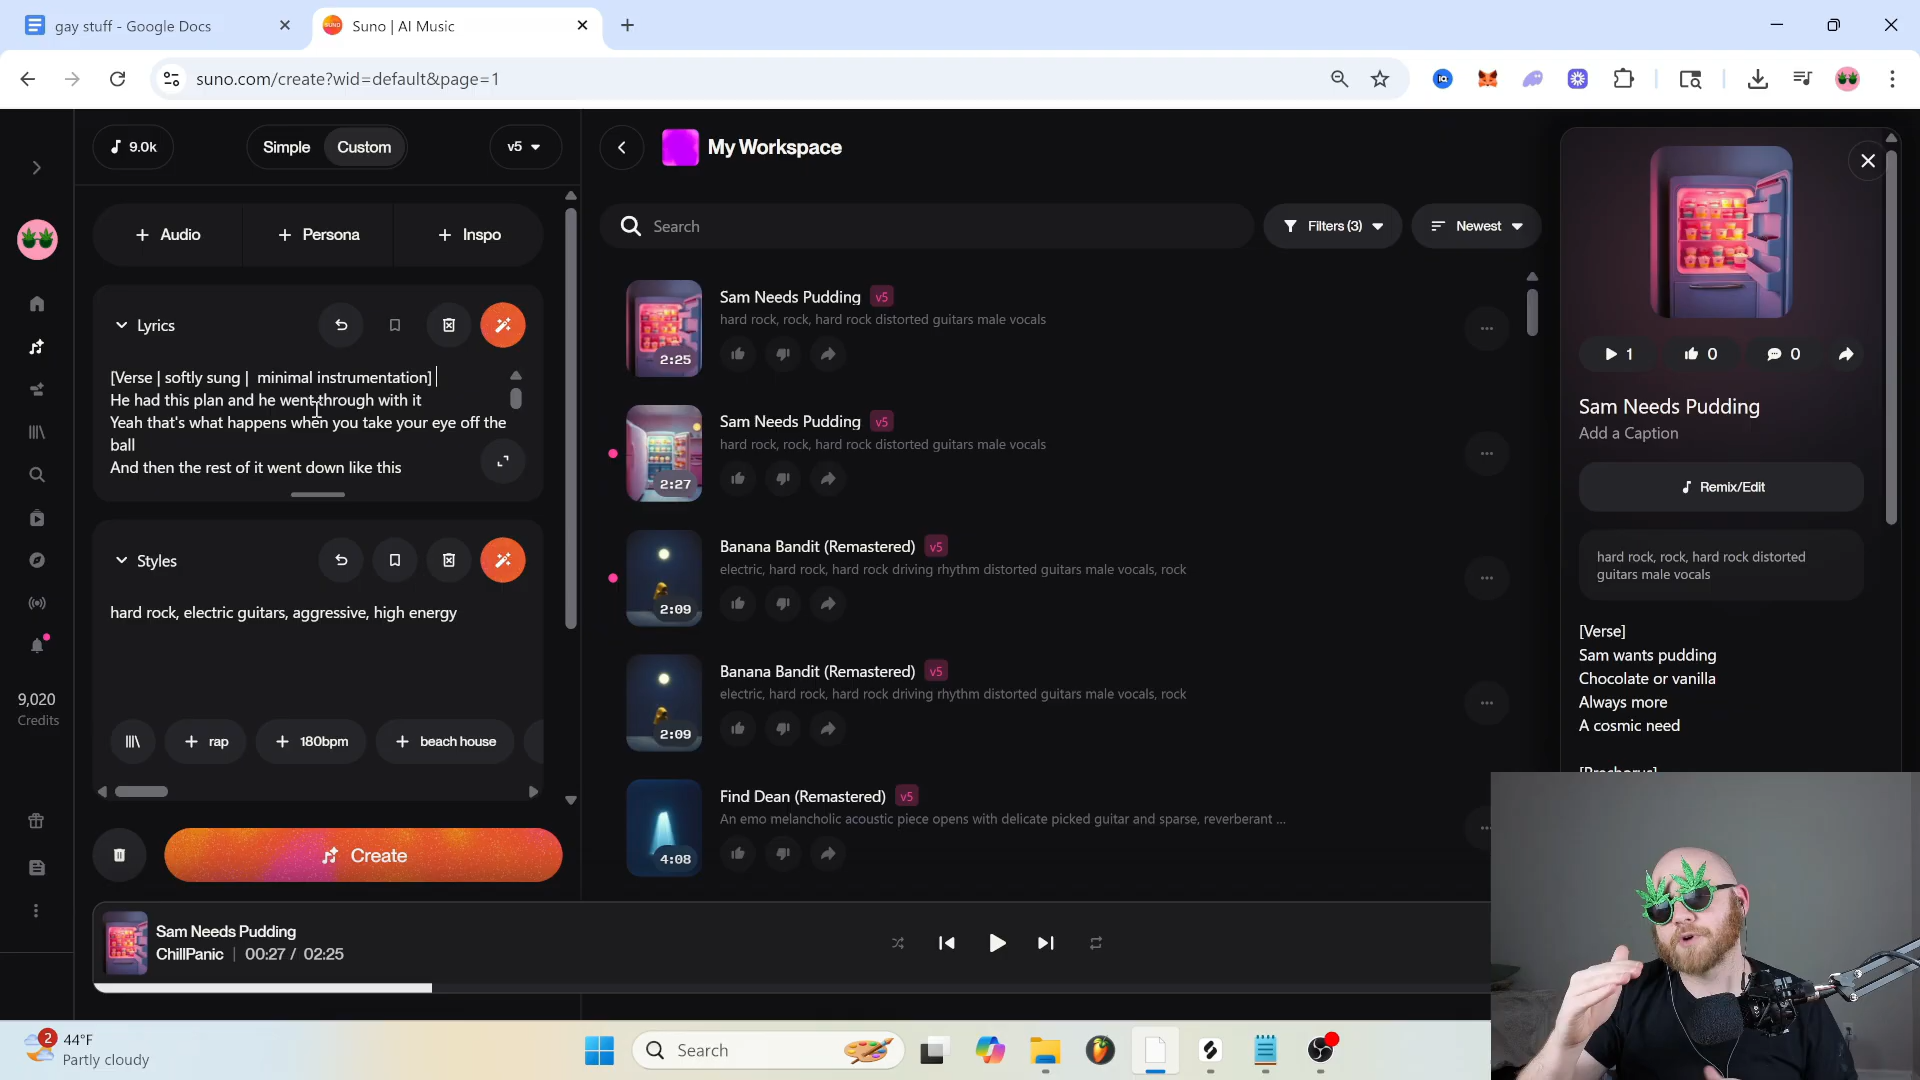 gay stuff - Google Docs
Suno | AI Music
suno.com/create?wid=default&page=1
9.0k
Simple
Custom
v5
My Workspace
+ Audio
+ Persona
+ Inspo
Search
Filters (3)
Newest
Lyrics
[Verse | softly sung |  minimal instrumentation]
He had this plan and he went through with it
Yeah that's what happens when you take your eye off the
ball
And then the rest of it went down like this
Styles
hard rock, electric guitars, aggressive, high energy
+ rap
+ 180bpm
+ beach house
Create
9,020
Credits
Sam Needs Pudding v5
hard rock, rock, hard rock distorted guitars male vocals
2:25
Sam Needs Pudding v5
hard rock, rock, hard rock distorted guitars male vocals
2:27
Banana Bandit (Remastered) v5
electric, hard rock, hard rock driving rhythm distorted guitars male vocals, rock
2:09
Banana Bandit (Remastered) v5
electric, hard rock, hard rock driving rhythm distorted guitars male vocals, rock
2:09
Find Dean (Remastered) v5
An emo melancholic acoustic piece opens with delicate picked guitar and sparse, reverberant ...
4:08
1
0
0
Sam Needs Pudding
Add a Caption
Remix/Edit
hard rock, rock, hard rock distorted
guitars male vocals
[Verse]
Sam wants pudding
Chocolate or vanilla
Always more
A cosmic need
[Prechorus]
Sam Needs Pudding
ChillPanic | 00:27 / 02:25
2
44°F
Partly cloudy
Search